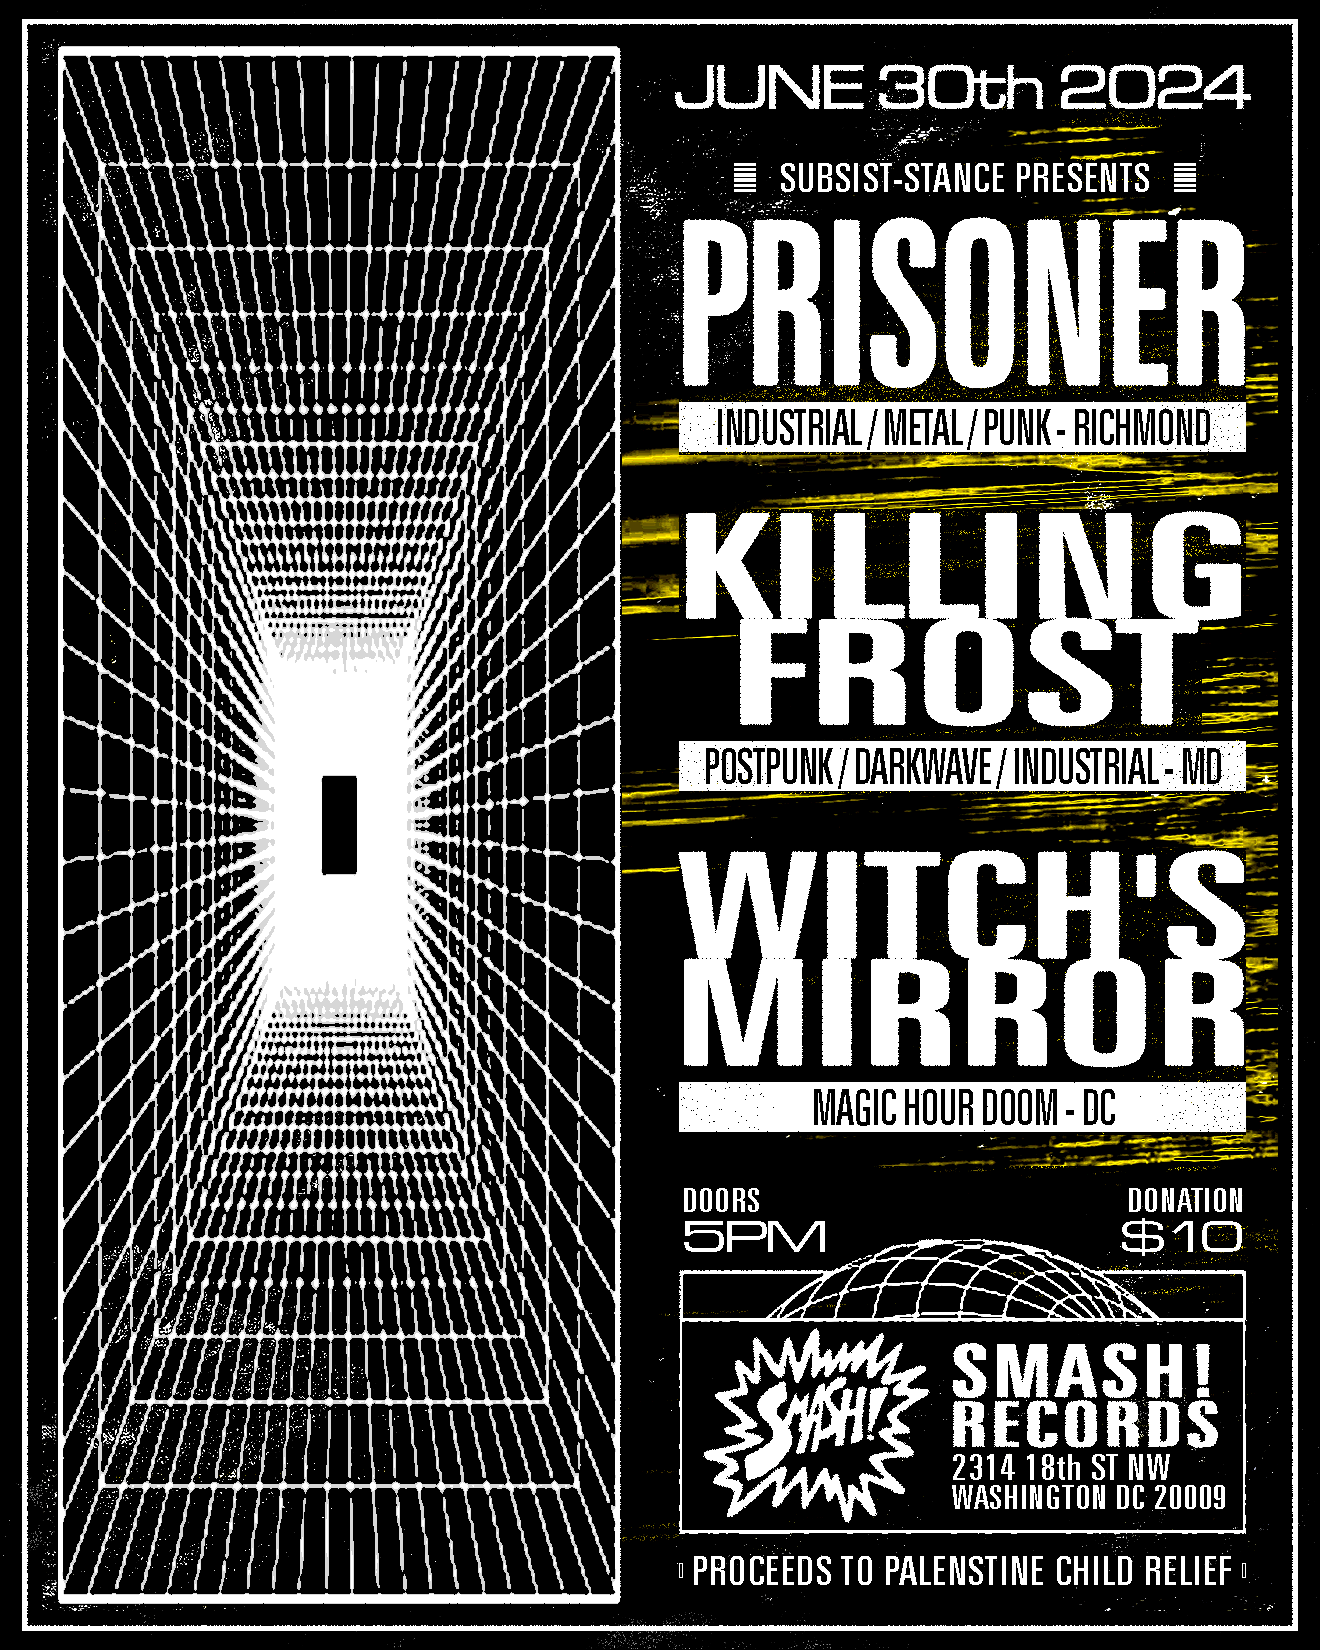 JUNE 30th 2024
SUBSIST-STANCE PRESENTS
PRISONER
INDUSTRIAL / METAL / PUNK - RICHMOND
KILLING
FROST
POSTPUNK / DARKWAVE / INDUSTRIAL - MD
WITCH'S
MIRROR
MAGIC HOUR DOOM - DC
DOORS
5PM
DONATION
$10
SMASH!
SMASH!
RECORDS
2314 18th ST NW
WASHINGTON DC 20009
PROCEEDS TO PALENSTINE CHILD RELIEF